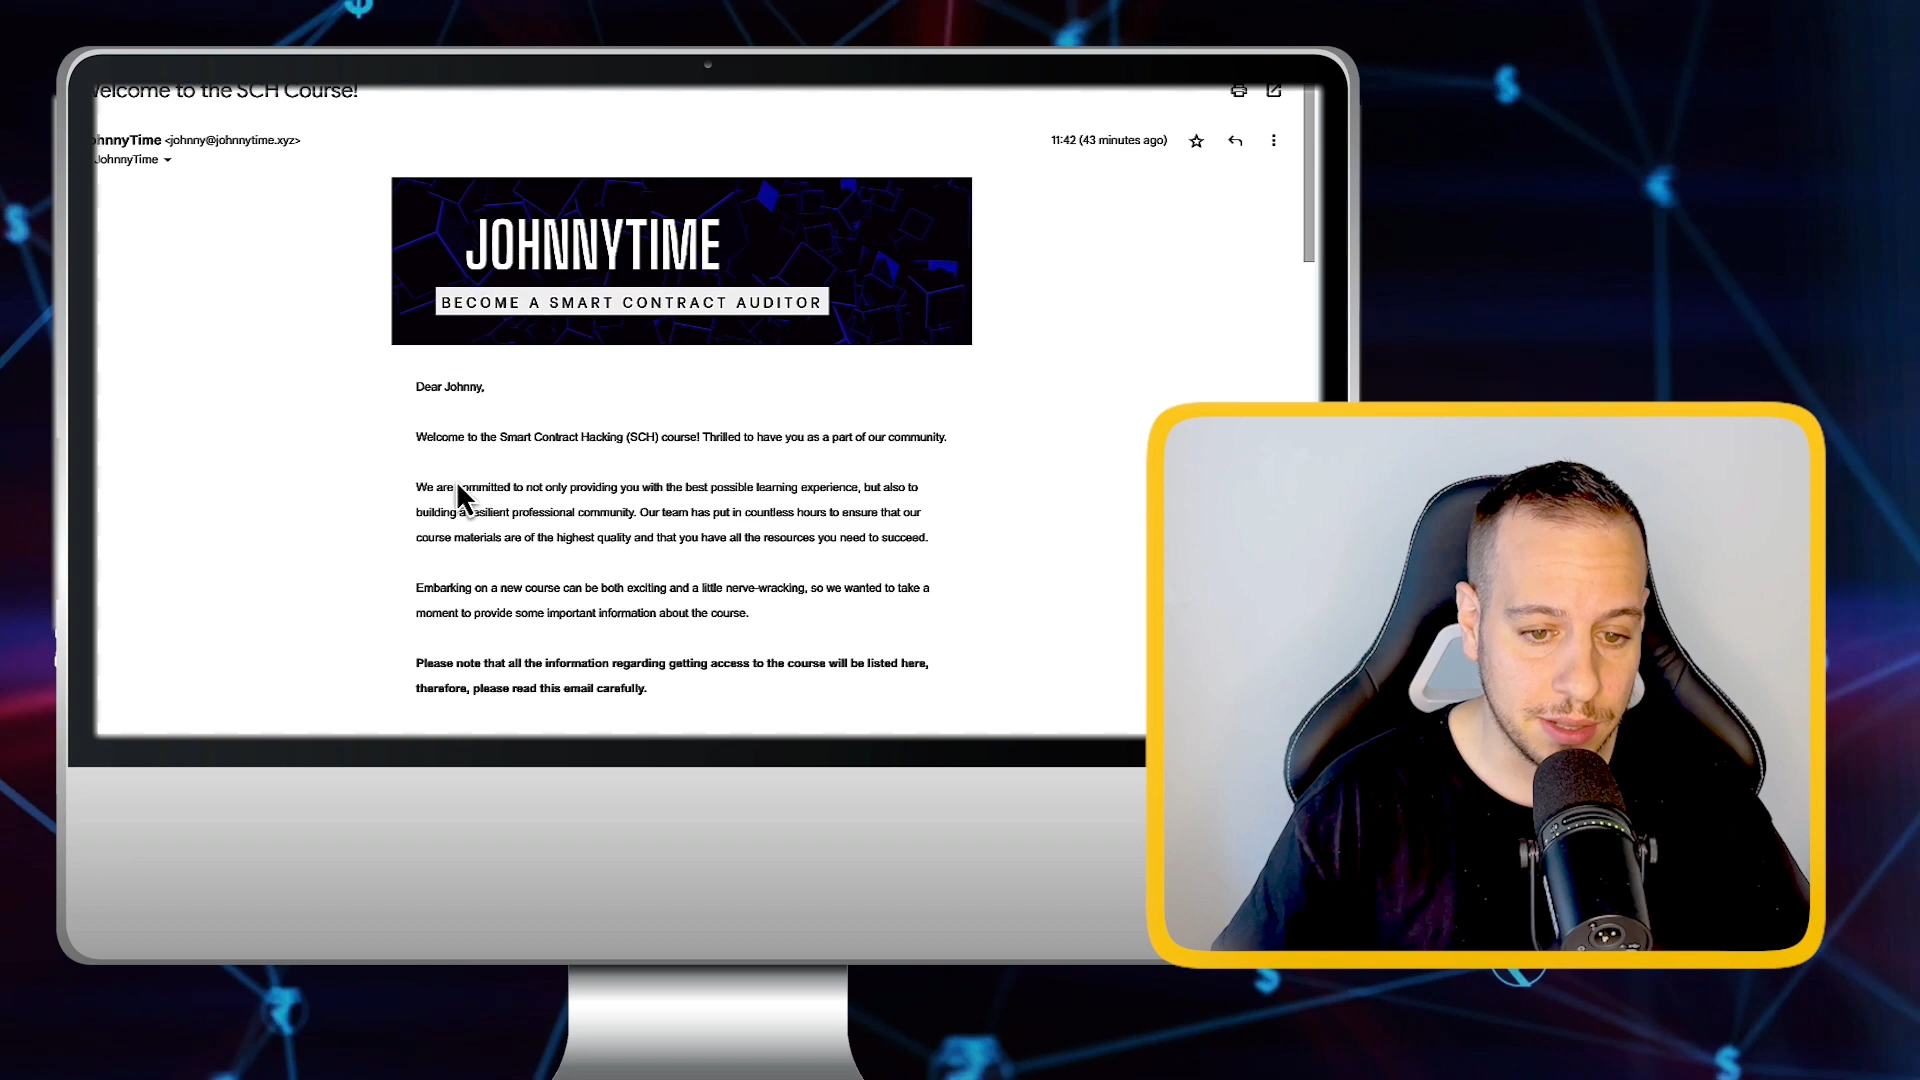 Welcome to the SCH Course!
JohnnyTime <johnny@johnnytime.xyz>
11:42 (43 minutes ago)
JohnnyTime
JOHNNYTIME
BECOME A SMART CONTRACT AUDITOR
Dear Johnny,
Welcome to the Smart Contract Hacking (SCH) course! Thrilled to have you as a part of our community.
We are committed to not only providing you with the best possible learning experience, but also to
building a resilient professional community. Our team has put in countless hours to ensure that our
course materials are of the highest quality and that you have all the resources you need to succeed.
Embarking on a new course can be both exciting and a little nerve-wracking, so we wanted to take a
moment to provide some important information about the course.
Please note that all the information regarding getting access to the course will be listed here,
therefore, please read this email carefully.